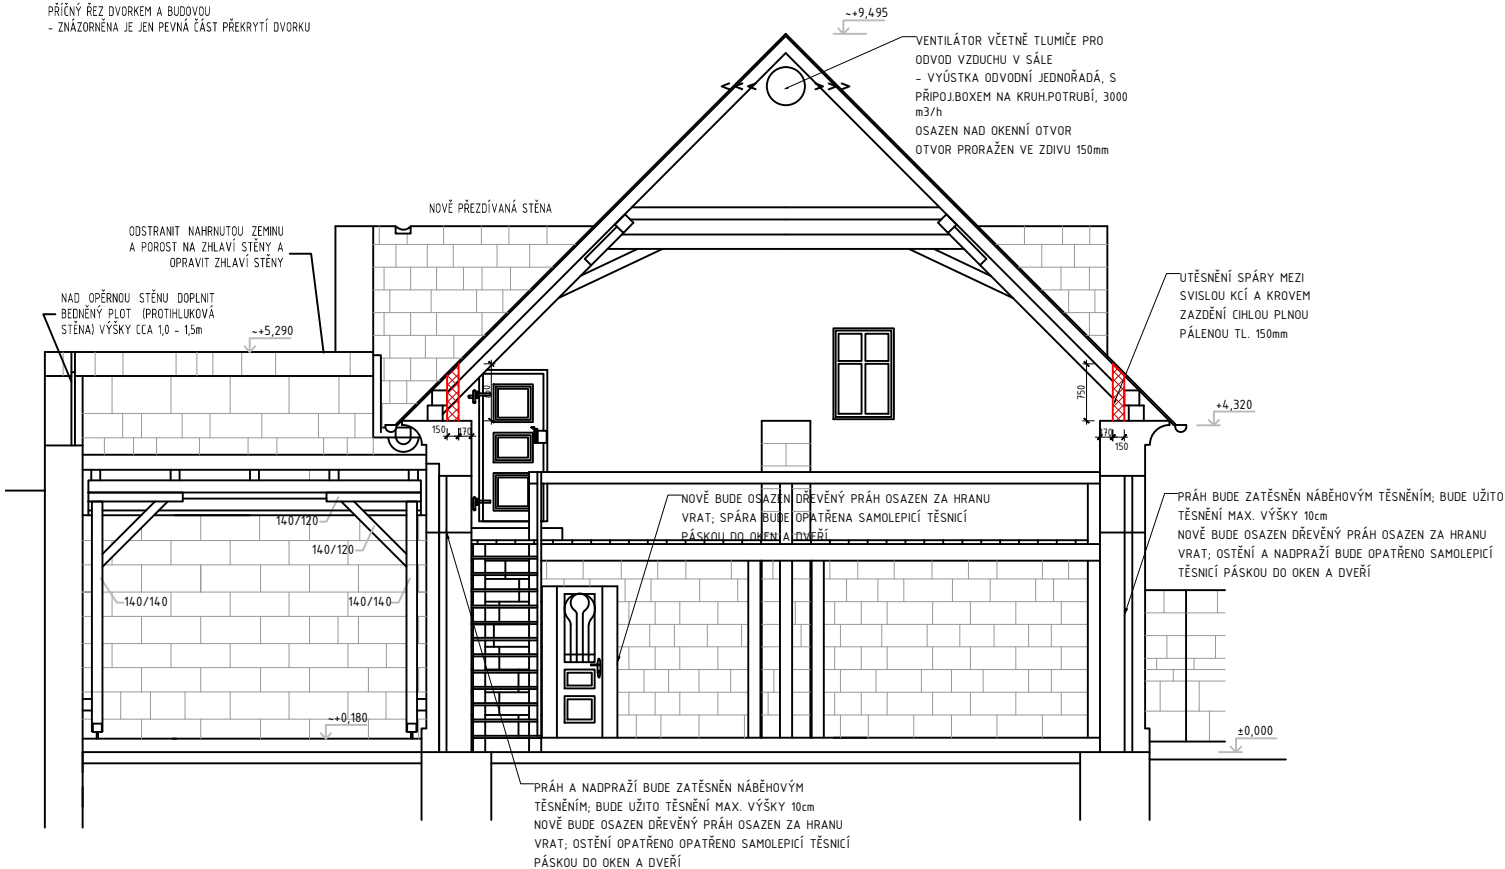 PŘÍČNÝ ŘEZ DVORKEM A BUDOVOU
- ZNÁZORNĚNA JE JEN PEVNÁ ČÁST PŘEKRYTÍ DVORKU
~+9,495
VENTILÁTOR VČETNĚ TLUMIČE PRO
ODVOD VZDUCHU V SÁLE
- VYÚSTKA ODVODNÍ JEDNOŘADÁ, S
PŘIPOJ.BOXEM NA KRUH.POTRUBÍ, 3000
m3/h
OSAZEN NAD OKENNÍ OTVOR
OTVOR PRORAŽEN VE ZDIVU 150mm
NOVĚ PŘEZDÍVANÁ STĚNA
ODSTRANIT NAHRNUTOU ZEMINU
A POROST NA ZHLAVÍ STĚNY A
OPRAVIT ZHLAVÍ STĚNY
NAD OPĚRNOU STĚNU DOPLNIT
BEDNĚNÝ PLOT (PROTIHLUKOVÁ
STĚNA) VÝŠKY CCA 1,0 - 1,5m
~+5,290
UTĚSNĚNÍ SPÁRY MEZI
SVISLOU KCÍ A KROVEM
ZAZDĚNÍ CIHLOU PLNOU
PÁLENOU TL. 150mm
750
+4,320
150
170
150
NOVĚ BUDE OSAZEN DŘEVĚNÝ PRÁH OSAZEN ZA HRANU
VRAT; SPÁRA BUDE OPATŘENA SAMOLEPICÍ TĚSNICÍ
PÁSKOU DO OKEN A DVEŘÍ
PRÁH BUDE ZATĚSNĚN NÁBĚHOVÝM TĚSNĚNÍM; BUDE UŽITO
TĚSNĚNÍ MAX. VÝŠKY 10cm
NOVĚ BUDE OSAZEN DŘEVĚNÝ PRÁH OSAZEN ZA HRANU
VRAT; OSTĚNÍ A NADPRAŽÍ BUDE OPATŘENO SAMOLEPICÍ
TĚSNICÍ PÁSKOU DO OKEN A DVEŘÍ
140/120
140/120
140/140
140/140
~+0,180
±0,000
PRÁH A NADPRAŽÍ BUDE ZATĚSNĚN NÁBĚHOVÝM
TĚSNĚNÍM; BUDE UŽITO TĚSNĚNÍ MAX. VÝŠKY 10cm
NOVĚ BUDE OSAZEN DŘEVĚNÝ PRÁH OSAZEN ZA HRANU
VRAT; OSTĚNÍ OPATŘENO OPATŘENO SAMOLEPICÍ TĚSNICÍ
PÁSKOU DO OKEN A DVEŘÍ